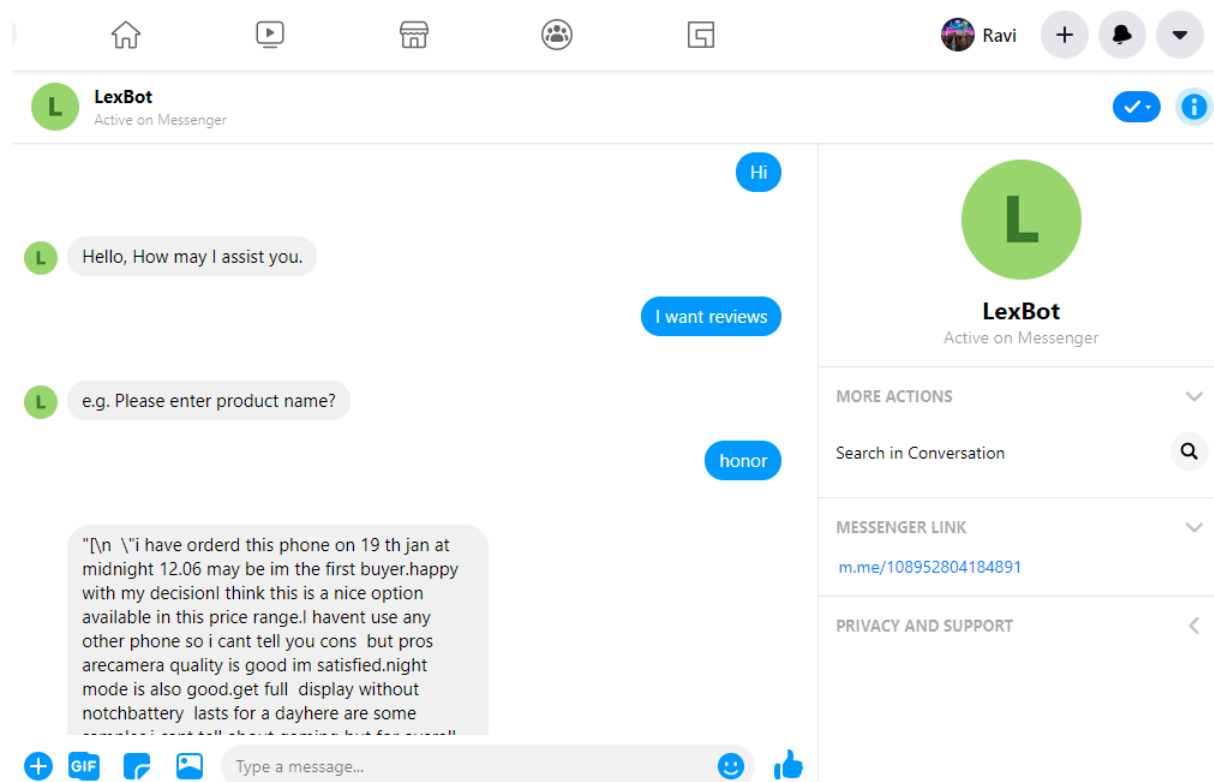 Ravi
LexBot
Active on Messenger
Hi
Hello, How may I assist you.
I want reviews
e.g. Please enter product name?
honor
"[\n  \"i have orderd this phone on 19 th jan at
midnight 12.06 may be im the first buyer.happy
with my decisionI think this is a nice option
available in this price range.I havent use any
other phone so i cant tell you cons  but pros
arecamera quality is good im satisfied.night
mode is also good.get full  display without
notchbattery  lasts for a dayhere are some
GIF
Type a message...
L
LexBot
Active on Messenger
MORE ACTIONS
Search in Conversation
MESSENGER LINK
m.me/108952804184891
PRIVACY AND SUPPORT